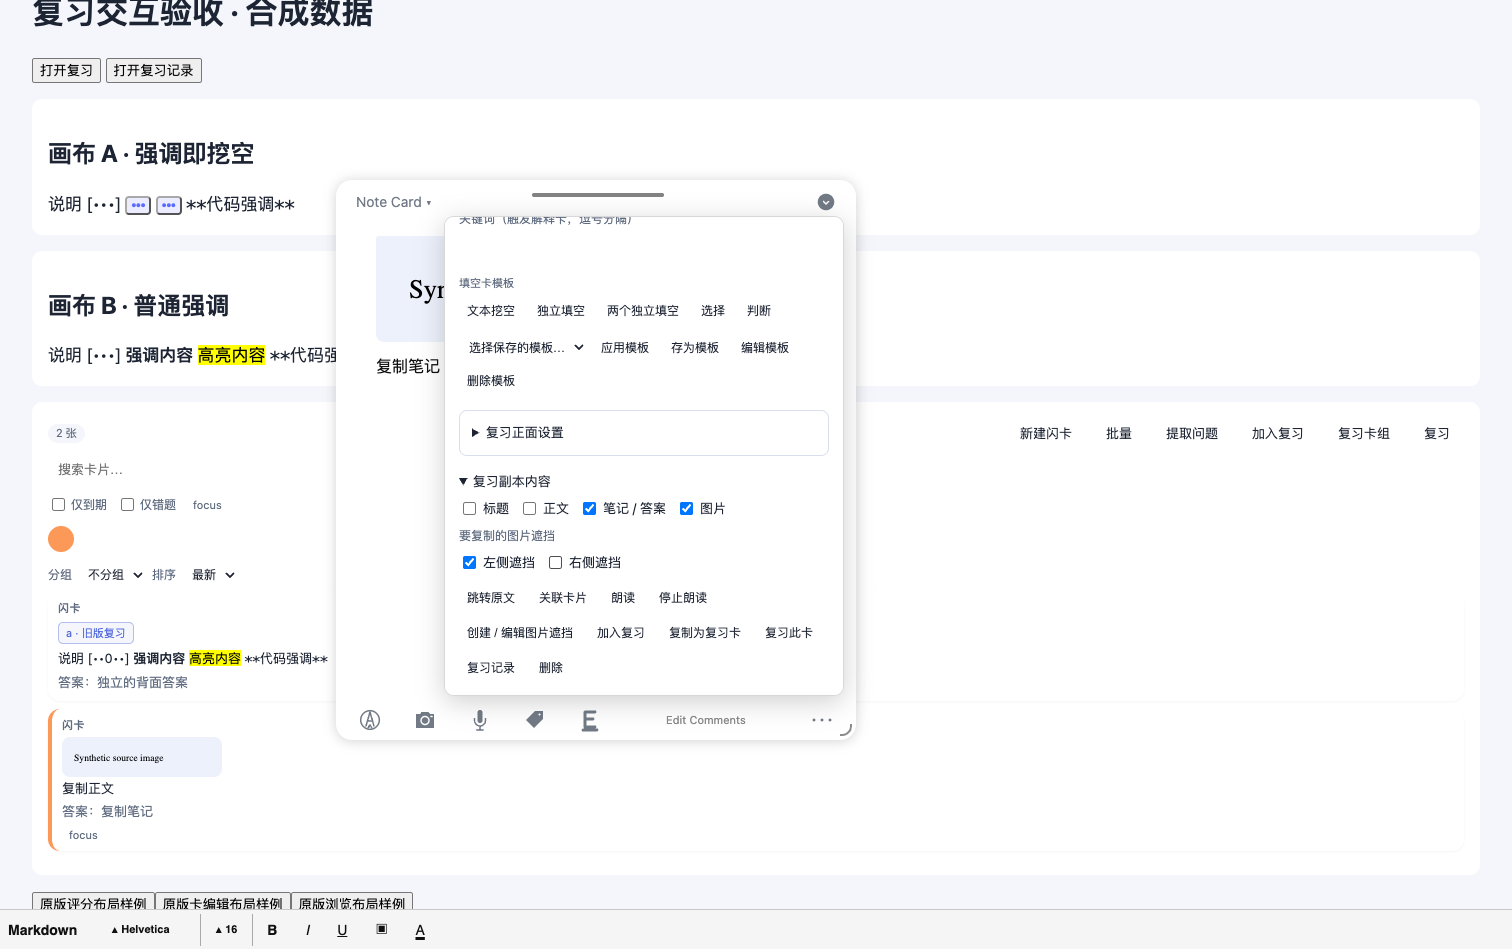 复习交互验收 · 合成数据
打开复习 打开复习记录
画布 A · 强调即挖空
说明 [•••] ••• ••• **代码强调**
画布 B · 普通强调
说明 [•••] 强调内容 高亮内容 **代码强
2 张
新建闪卡 批量 提取问题 加入复习 复习卡组 复习
搜索卡片...
仅到期 仅错题 focus
分组 不分组 排序 最新
闪卡
a · 旧版复习
说明 [••0••] 强调内容 高亮内容 **代码强调**
答案：独立的背面答案
闪卡
Synthetic source image
复制正文
答案：复制笔记
focus
原版评分布局样例 原版卡编辑布局样例 原版浏览布局样例
Note Card ▾
复制笔记
关键词（触发解释卡，逗号分隔）
填空卡模板
文本挖空 独立填空 两个独立填空 选择 判断
选择保存的模板... 应用模板 存为模板 编辑模板
删除模板
▶ 复习正面设置
▼ 复习副本内容
标题 正文 笔记 / 答案 图片
要复制的图片遮挡
左侧遮挡 右侧遮挡
跳转原文 关联卡片 朗读 停止朗读
创建 / 编辑图片遮挡 加入复习 复制为复习卡 复习此卡
复习记录 删除
Edit Comments •••
Markdown ▴ Helvetica ▴ 16 B I U ▣ A